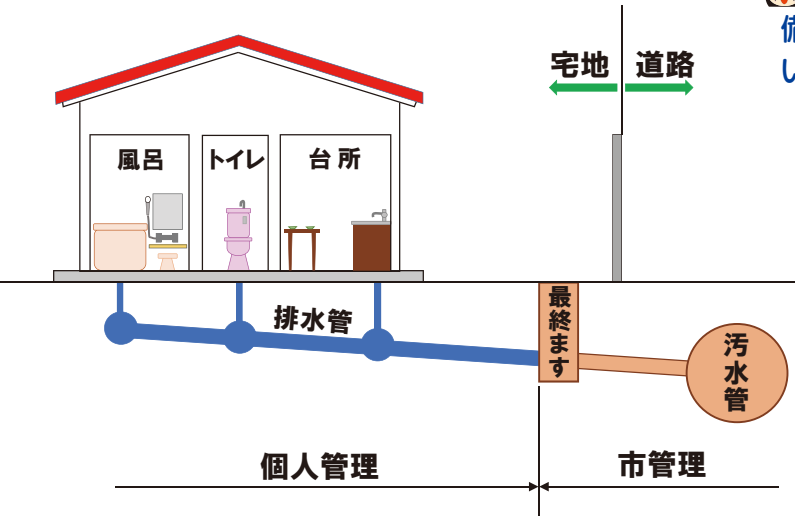 宅地
道路
風呂
トイレ
台所
排水管
最終ます
汚水管
個人管理
市管理